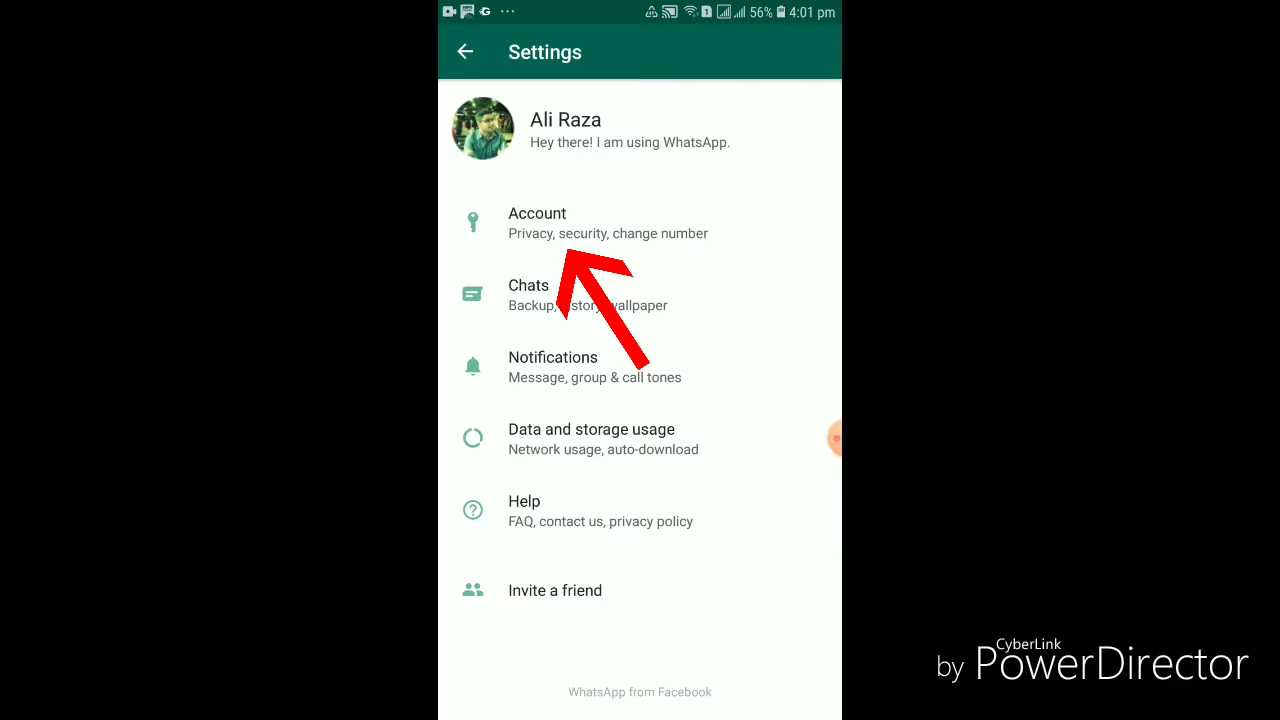 56% 4:01 pm
Settings
Ali Raza
Hey there! I am using WhatsApp.
Account
Privacy, security, change number
Chats
Backup, wallpaper
Notifications
Message, group & call tones
Data and storage usage
Network usage, auto-download
Help
FAQ, contact us, privacy policy
Invite a friend
WhatsApp from Facebook
CyberLink
by PowerDirector